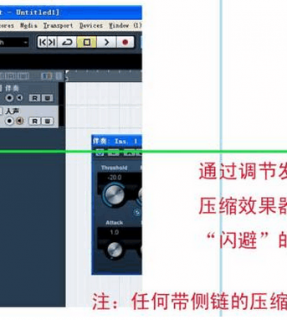 - Untitled1}
Media Transport Devices Window (1)
伴奏
人声
伴奏: Ins. 1
Threshold
-20.0
Attack
1.0
通过调节发
压缩效果器
“闪避”的
注：任何带侧链的压缩